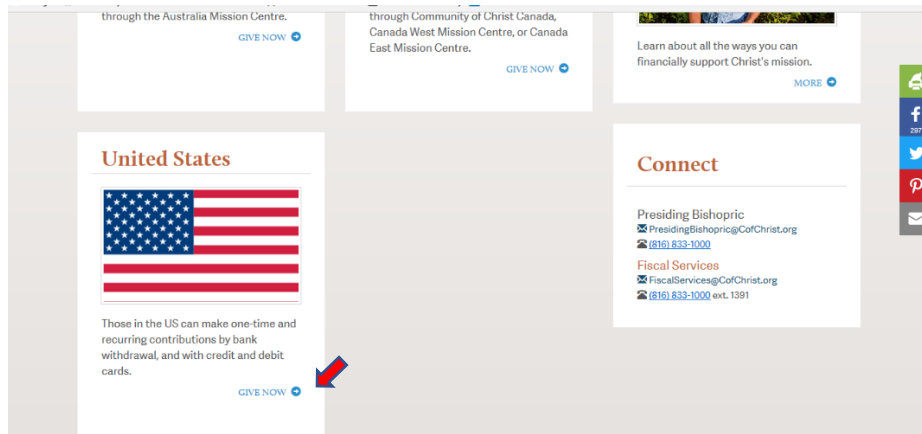 through the Australia Mission Centre.
GIVE NOW
through Community of Christ Canada,
Canada West Mission Centre, or Canada
East Mission Centre.
GIVE NOW
Learn about all the ways you can
financially support Christ's mission.
MORE
United States
Those in the US can make one-time and
recurring contributions by bank
withdrawal, and with credit and debit
cards.
GIVE NOW
Connect
Presiding Bishopric
PresidingBishopric@CofChrist.org
(816) 833-1000
Fiscal Services
FiscalServices@CofChrist.org
(816) 833-1000 ext. 1391
297